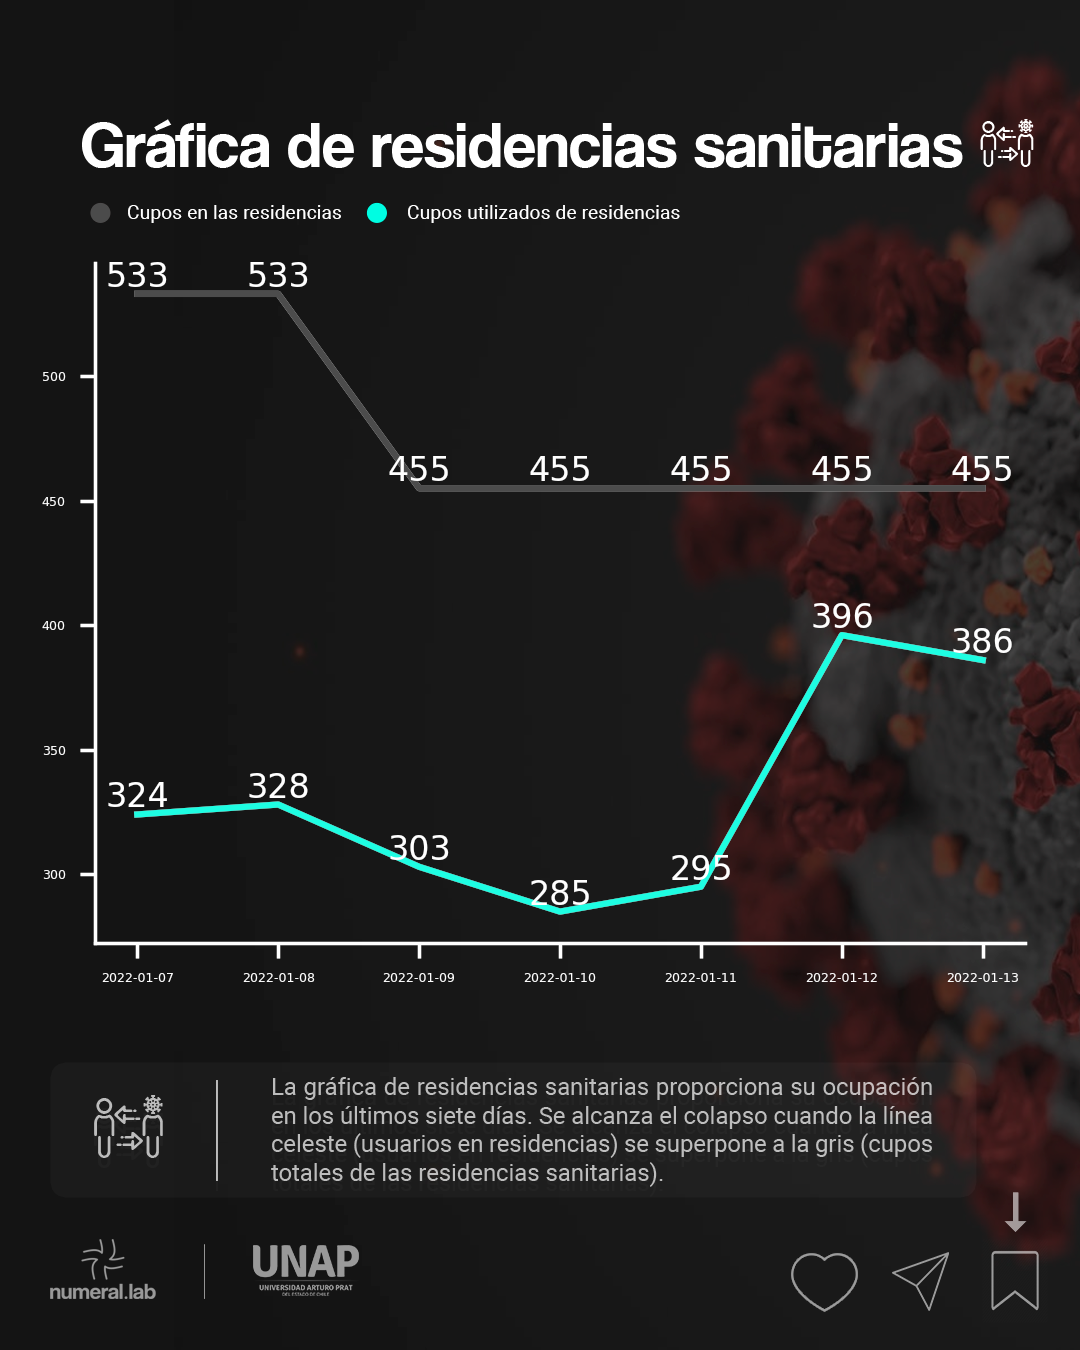 Gráfica de residencias sanitarias
Cupos en las residencias
Cupos utilizados de residencias
533
533
500
455
455
455
455
455
450
400
396
386
350
324
328
303
285
295
300
2022-01-07
2022-01-08
2022-01-09
2022-01-10
2022-01-11
2022-01-12
2022-01-13
La gráfica de residencias sanitarias proporciona su ocupación
en los últimos siete días. Se alcanza el colapso cuando la línea
celeste (usuarios en residencias) se superpone a la gris (cupos
totales de las residencias sanitarias).
numeral.lab
UNAP
UNIVERSIDAD ARTURO PRAT
DEL ESTADO DE CHILE